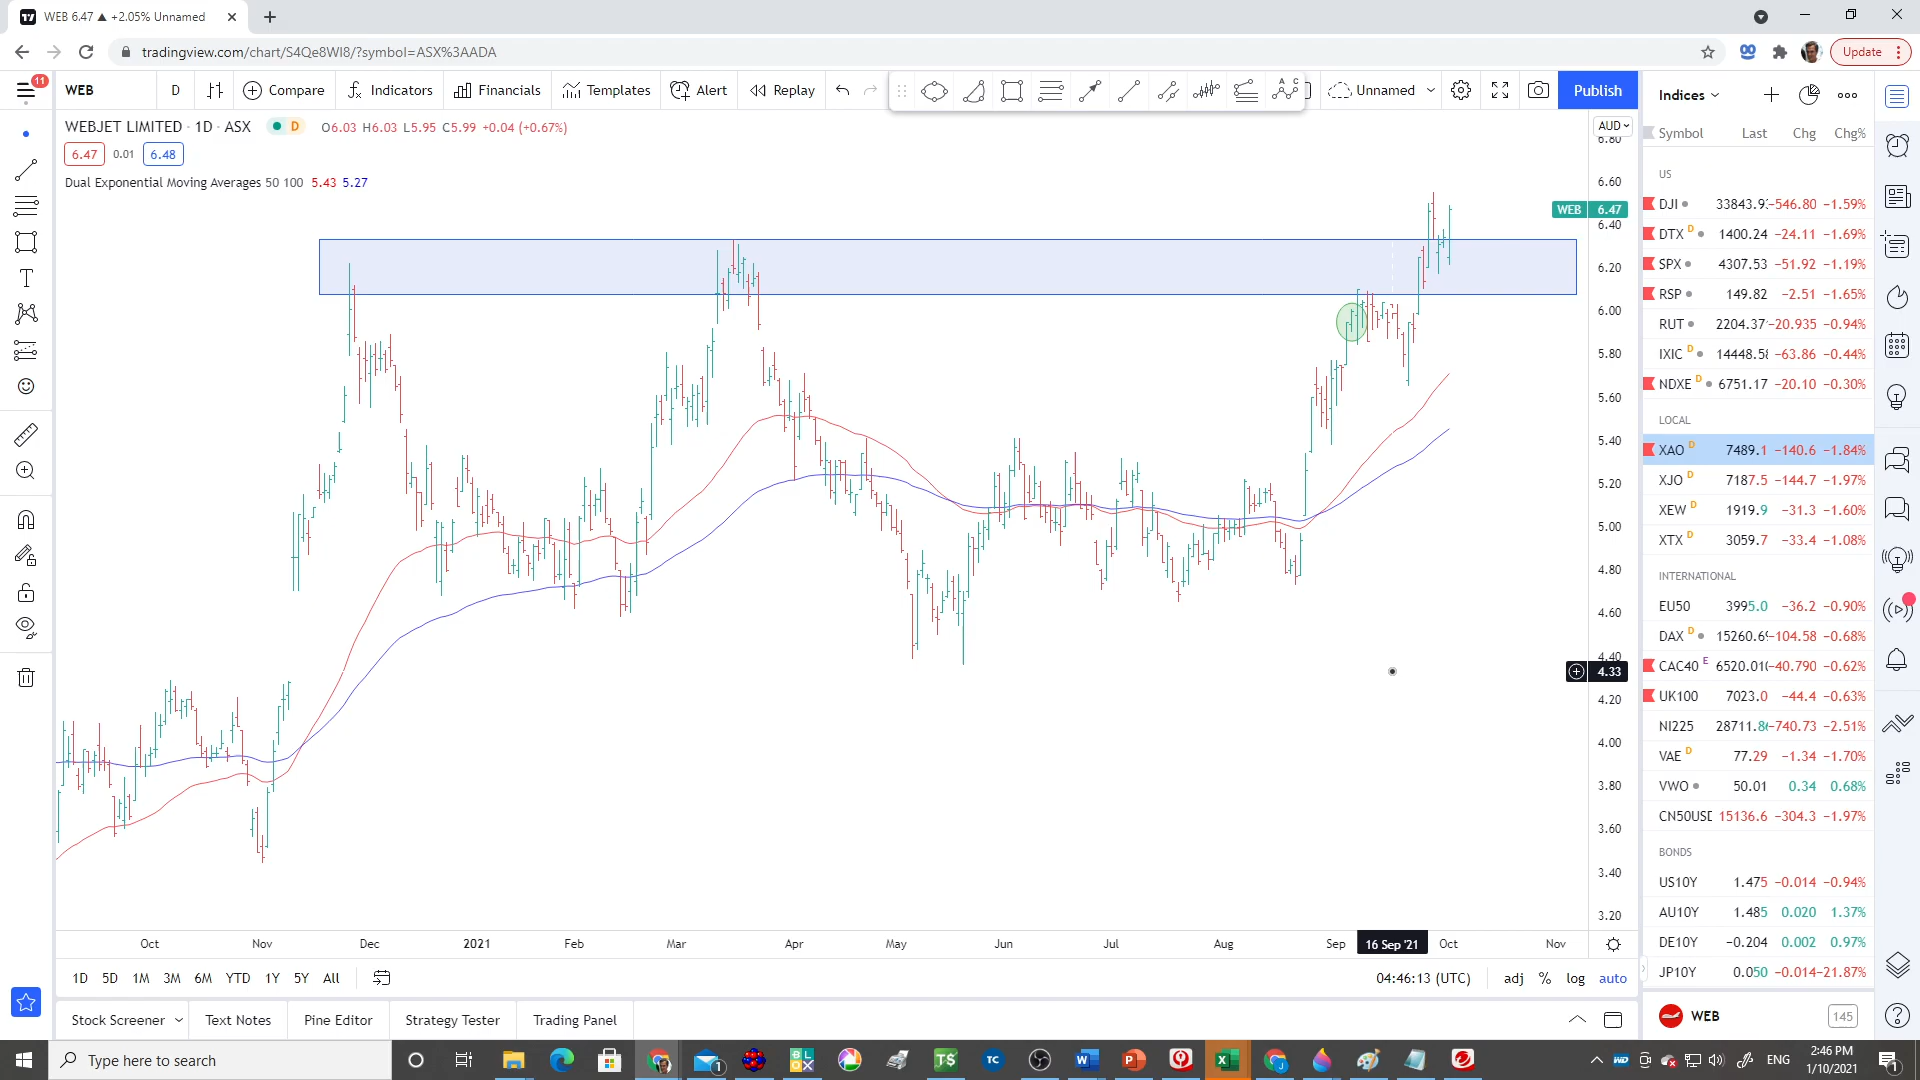 WEB 6.47 ▲ +2.05% Unnamed
tradingview.com/chart/S4Qe8WI8/?symbol=ASX%3AADA
Update
11
WEB D Compare Indicators Financials Templates Alert Replay
A C
Unnamed Publish
WEBJET LIMITED · 1D · ASX D O6.03 H6.03 L5.95 C5.99 +0.04 (+0.67%)
6.47 0.01 6.48
Dual Exponential Moving Averages 50 100 5.43 5.27
AUD
6.80
6.60
WEB 6.47
6.40
6.20
6.00
5.80
5.60
5.40
5.20
5.00
4.80
4.60
4.40
4.33
4.20
4.00
3.80
3.60
3.40
3.20
Oct Nov Dec 2021 Feb Mar Apr May Jun Jul Aug Sep 16 Sep '21 Oct Nov
1D 5D 1M 3M 6M YTD 1Y 5Y All
04:46:13 (UTC) adj % log auto
Stock Screener Text Notes Pine Editor Strategy Tester Trading Panel
Indices
Symbol Last Chg Chg%
US
DJI 33843.9 −546.80 −1.59%
DTX D 1400.24 −24.11 −1.69%
SPX 4307.53 −51.92 −1.19%
RSP 149.82 −2.51 −1.65%
RUT 2204.37 −20.935 −0.94%
IXIC D 14448.58 −63.86 −0.44%
NDXE D 6751.17 −20.10 −0.30%
LOCAL
XAO D 7489.1 −140.6 −1.84%
XJO D 7187.5 −144.7 −1.97%
XEW D 1919.9 −31.3 −1.60%
XTX D 3059.7 −33.4 −1.08%
INTERNATIONAL
EU50 3995.0 −36.2 −0.90%
DAX D 15260.69 −104.58 −0.68%
CAC40 E 6520.010 −40.790 −0.62%
UK100 7023.0 −44.4 −0.63%
NI225 28711.8 −740.73 −2.51%
VAE D 77.29 −1.34 −1.70%
VWO 50.01 0.34 0.68%
CN50USD 15136.6 −304.3 −1.97%
BONDS
US10Y 1.475 −0.014 −0.94%
AU10Y 1.485 0.020 1.37%
DE10Y −0.204 0.002 0.97%
JP10Y 0.050 −0.014 −21.87%
WEB 145
Type here to search
ENG
2:46 PM
1/10/2021